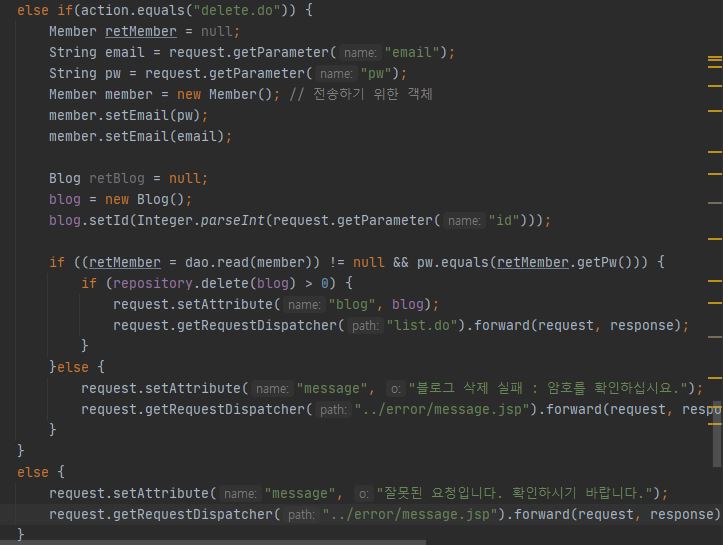 else if(action.equals("delete.do")) {
Member retMember = null;
String email = request.getParameter( name: "email");
String pw = request.getParameter( name: "pw");
Member member = new Member(); // 전송하기 위한 객체
member.setEmail(pw);
member.setEmail(email);
Blog retBlog = null;
blog = new Blog();
blog.setId(Integer.parseInt(request.getParameter( name: "id")));
if ((retMember = dao.read(member)) != null && pw.equals(retMember.getPw())) {
if (repository.delete(blog) > 0) {
request.setAttribute( name: "blog", blog);
request.getRequestDispatcher( path: "list.do").forward(request, response);
}
}else {
request.setAttribute( name: "message", o: "블로그 삭제 실패 : 암호를 확인하십시요.");
request.getRequestDispatcher( path: "../error/message.jsp").forward(request, respo
}
}
else {
request.setAttribute( name: "message", o: "잘못된 요청입니다. 확인하시기 바랍니다.");
request.getRequestDispatcher( path: "../error/message.jsp").forward(request, response)
}